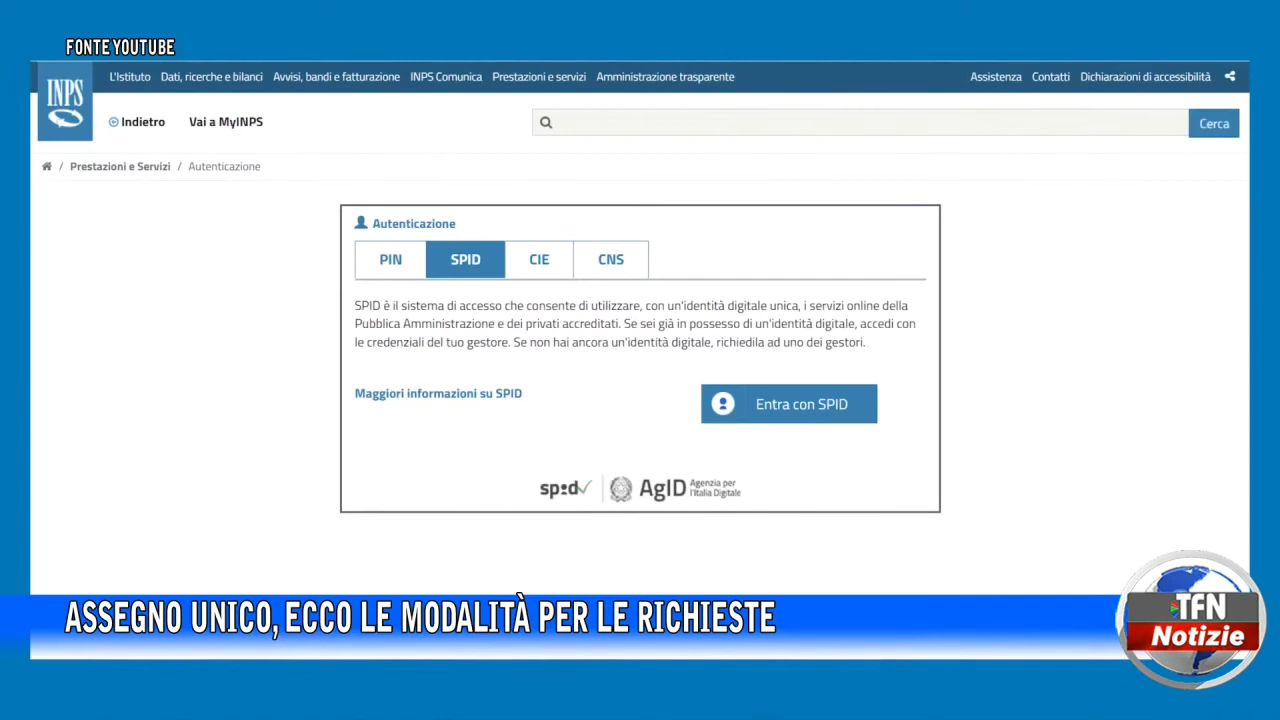 FONTE YOUTUBE
INPS
L'Istituto Dati, ricerche e bilanci Avvisi, bandi e fatturazione INPS Comunica Prestazioni e servizi Amministrazione trasparente Assistenza Contatti Dichiarazioni di accessibilità
Indietro Vai a MyINPS Cerca
/ Prestazioni e Servizi / Autenticazione
Autenticazione
PIN SPID CIE CNS
SPID è il sistema di accesso che consente di utilizzare, con un'identità digitale unica, i servizi online della
Pubblica Amministrazione e dei privati accreditati. Se sei già in possesso di un'identità digitale, accedi con
le credenziali del tuo gestore. Se non hai ancora un'identità digitale, richiedila ad uno dei gestori.
Maggiori informazioni su SPID
Entra con SPID
spid AgID Agenzia per
l'Italia Digitale
ASSEGNO UNICO, ECCO LE MODALITÀ PER LE RICHIESTE
TFN
Notizie